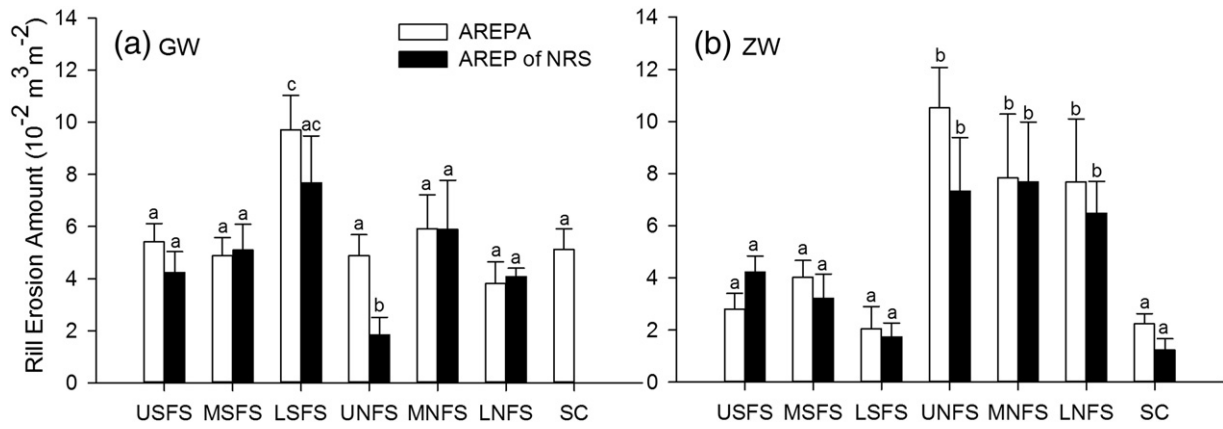 Rill Erosion Amount (10⁻² m³m⁻²)
14
12
10
8
6
4
2
0
(a) GW
AREPA
AREP of NRS
a
a
a
a
c
ac
a
b
a
a
a
a
a
USFS MSFS LSFS UNFS MNFS LNFS SC
14
12
10
8
6
4
2
0
(b) ZW
a
a
a
a
a
a
b
b
b
b
b
b
a
a
USFS MSFS LSFS UNFS MNFS LNFS SC